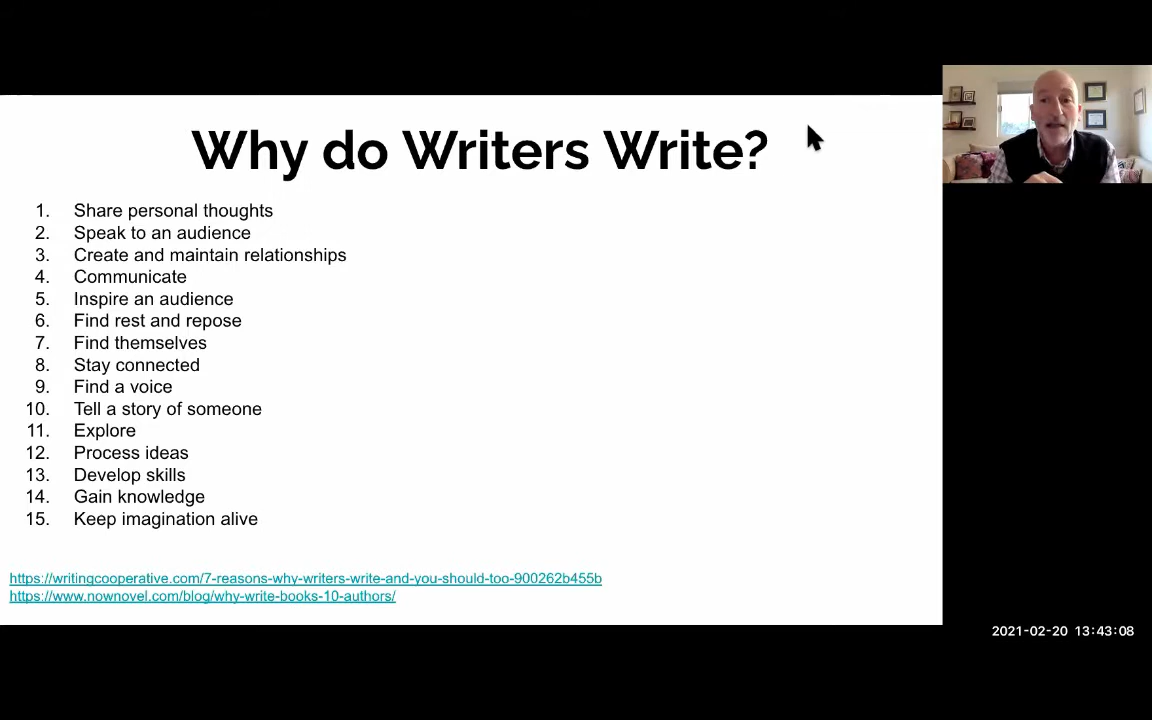 Why do Writers Write?
1. Share personal thoughts
2. Speak to an audience
3. Create and maintain relationships
4. Communicate
5. Inspire an audience
6. Find rest and repose
7. Find themselves
8. Stay connected
9. Find a voice
10. Tell a story of someone
11. Explore
12. Process ideas
13. Develop skills
14. Gain knowledge
15. Keep imagination alive
https://writingcooperative.com/7-reasons-why-writers-write-and-you-should-too-900262b455b
https://www.nownovel.com/blog/why-write-books-10-authors/
2021-02-20 13:43:08